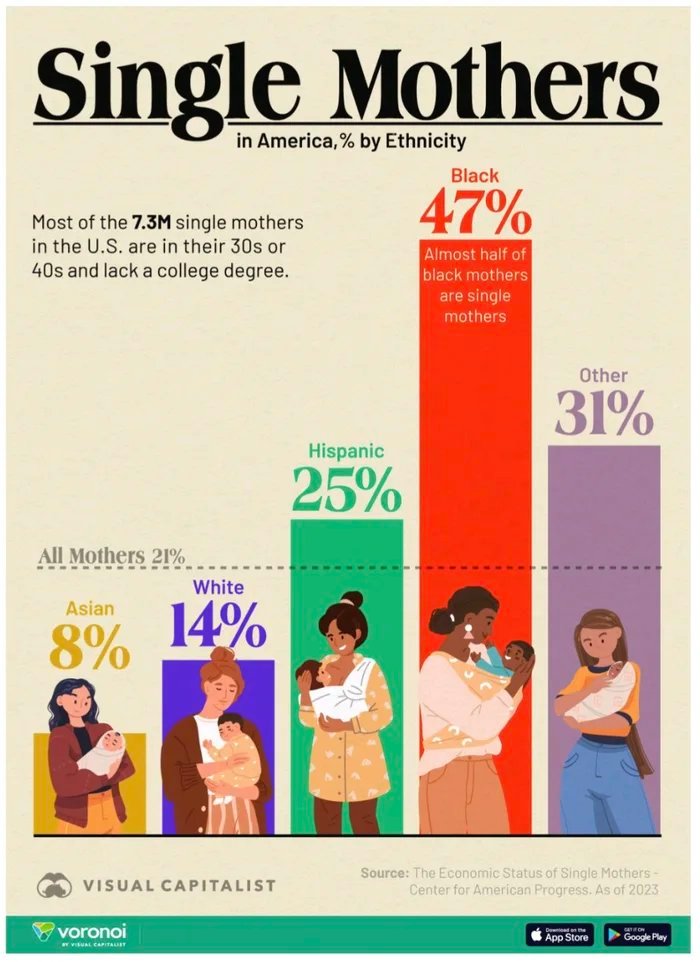 Single Mothers
in America,% by Ethnicity
Most of the 7.3M single mothers
in the U.S. are in their 30s or
40s and lack a college degree.
Black
47%
Almost half of
black mothers
are single
mothers
Other
31%
Hispanic
25%
All Mothers 21%
White
14%
Asian
8%
VISUAL CAPITALIST
Source: The Economic Status of Single Mothers -
Center for American Progress. As of 2023
voronoi
BY VISUAL CAPITALIST
Download on the
App Store
GET IT ON
Google Play